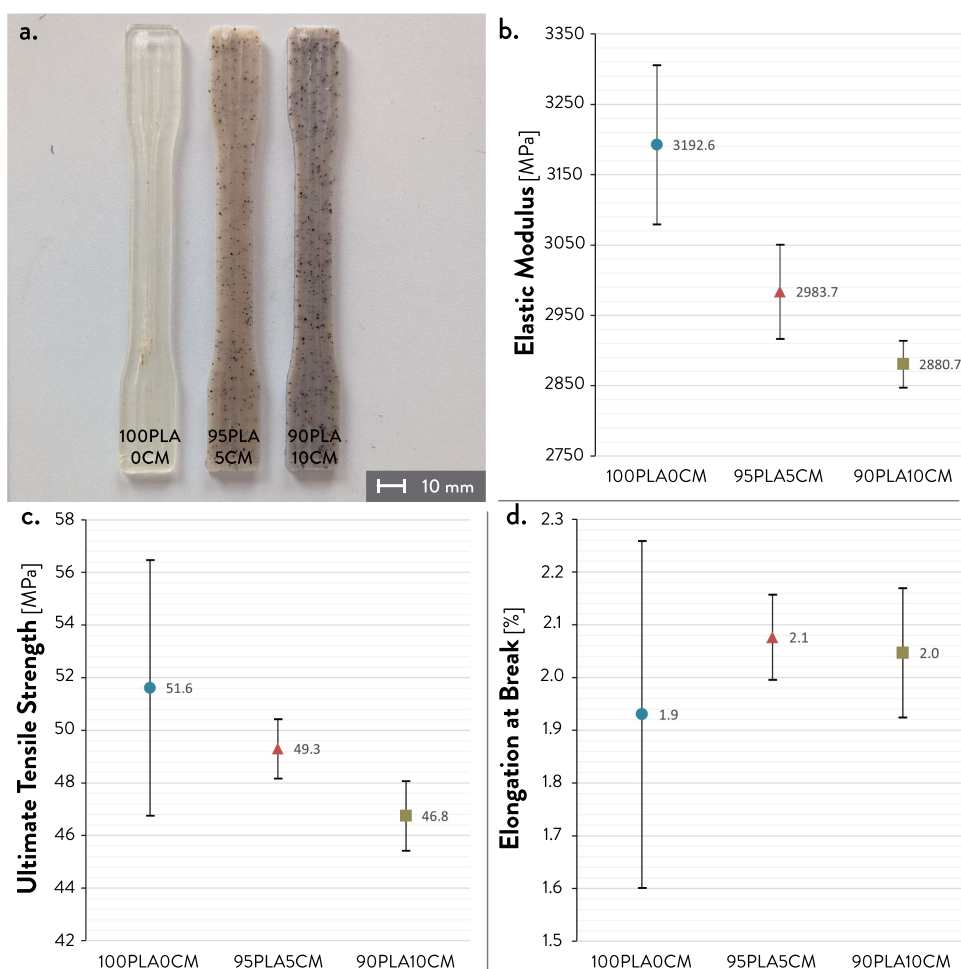 a.
100PLA
0CM
95PLA
5CM
90PLA
10CM
10 mm
b.
Elastic Modulus [MPa]
3350
3250
3150
3050
2950
2850
2750
3192.6
2983.7
2880.7
100PLA0CM 95PLA5CM 90PLA10CM
c.
Ultimate Tensile Strength [MPa]
58
56
54
52
50
48
46
44
42
51.6
49.3
46.8
100PLA0CM 95PLA5CM 90PLA10CM
d.
Elongation at Break [%]
2.3
2.2
2.1
2.0
1.9
1.8
1.7
1.6
1.5
1.9
2.1
2.0
100PLA0CM 95PLA5CM 90PLA10CM